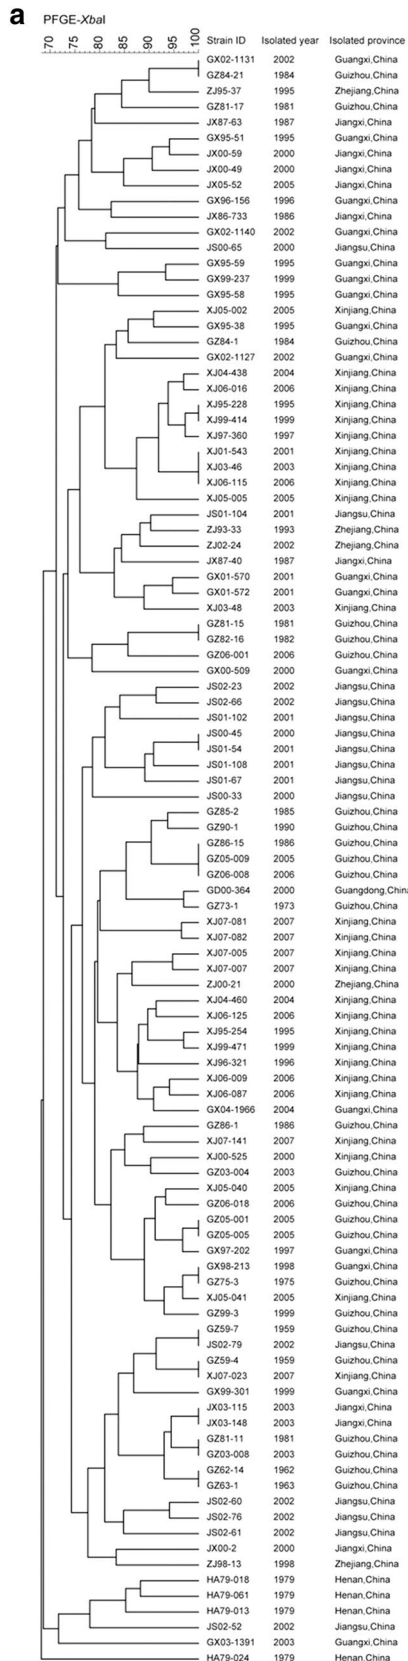 a
PFGE-XbaI
70 75 80 85 90 95 100
Strain ID Isolated year Isolated province
GX02-1131 2002 Guangxi,China
GZ84-21 1984 Guizhou,China
ZJ95-37 1995 Zhejiang,China
GZ81-17 1981 Guizhou,China
JX87-63 1987 Jiangxi,China
GX95-51 1995 Guangxi,China
JX00-59 2000 Jiangxi,China
JX00-49 2000 Jiangxi,China
JX05-52 2005 Jiangxi,China
GX96-156 1996 Guangxi,China
JX86-733 1986 Jiangxi,China
GX02-1140 2002 Guangxi,China
JS00-65 2000 Jiangsu,China
GX95-59 1995 Guangxi,China
GX99-237 1999 Guangxi,China
GX95-58 1995 Guangxi,China
XJ05-002 2005 Xinjiang,China
GX95-38 1995 Guangxi,China
GZ84-1 1984 Guizhou,China
GX02-1127 2002 Guangxi,China
XJ04-438 2004 Xinjiang,China
XJ06-016 2006 Xinjiang,China
XJ95-228 1995 Xinjiang,China
XJ99-414 1999 Xinjiang,China
XJ97-360 1997 Xinjiang,China
XJ01-543 2001 Xinjiang,China
XJ03-46 2003 Xinjiang,China
XJ06-115 2006 Xinjiang,China
XJ05-005 2005 Xinjiang,China
JS01-104 2001 Jiangsu,China
ZJ93-33 1993 Zhejiang,China
ZJ02-24 2002 Zhejiang,China
JX87-40 1987 Jiangxi,China
GX01-570 2001 Guangxi,China
GX01-572 2001 Guangxi,China
XJ03-48 2003 Xinjiang,China
GZ81-15 1981 Guizhou,China
GZ82-16 1982 Guizhou,China
GZ06-001 2006 Guizhou,China
GX00-509 2000 Guangxi,China
JS02-23 2002 Jiangsu,China
JS02-66 2002 Jiangsu,China
JS01-102 2001 Jiangsu,China
JS00-45 2000 Jiangsu,China
JS01-54 2001 Jiangsu,China
JS01-108 2001 Jiangsu,China
JS01-67 2001 Jiangsu,China
JS00-33 2000 Jiangsu,China
GZ85-2 1985 Guizhou,China
GZ90-1 1990 Guizhou,China
GZ86-15 1986 Guizhou,China
GZ05-009 2005 Guizhou,China
GZ06-008 2006 Guizhou,China
GD00-364 2000 Guangdong,China
GZ73-1 1973 Guizhou,China
XJ07-081 2007 Xinjiang,China
XJ07-082 2007 Xinjiang,China
XJ07-005 2007 Xinjiang,China
XJ07-007 2007 Xinjiang,China
ZJ00-21 2000 Zhejiang,China
XJ04-460 2004 Xinjiang,China
XJ06-125 2006 Xinjiang,China
XJ95-254 1995 Xinjiang,China
XJ99-471 1999 Xinjiang,China
XJ96-321 1996 Xinjiang,China
XJ06-009 2006 Xinjiang,China
XJ06-087 2006 Xinjiang,China
GX04-1966 2004 Guangxi,China
GZ86-1 1986 Guizhou,China
XJ07-141 2007 Xinjiang,China
XJ00-525 2000 Xinjiang,China
GZ03-004 2003 Guizhou,China
XJ05-040 2005 Xinjiang,China
GZ06-018 2006 Guizhou,China
GZ05-001 2005 Guizhou,China
GZ05-005 2005 Guizhou,China
GX97-202 1997 Guangxi,China
GX98-213 1998 Guangxi,China
GZ75-3 1975 Guizhou,China
XJ05-041 2005 Xinjiang,China
GZ99-3 1999 Guizhou,China
GZ59-7 1959 Guizhou,China
JS02-79 2002 Jiangsu,China
GZ59-4 1959 Guizhou,China
XJ07-023 2007 Xinjiang,China
GX99-301 1999 Guangxi,China
JX03-115 2003 Jiangxi,China
JX03-148 2003 Jiangxi,China
GZ81-11 1981 Guizhou,China
GZ03-008 2003 Guizhou,China
GZ62-14 1962 Guizhou,China
GZ63-1 1963 Guizhou,China
JS02-60 2002 Jiangsu,China
JS02-76 2002 Jiangsu,China
JS02-61 2002 Jiangsu,China
JX00-2 2000 Jiangxi,China
ZJ98-13 1998 Zhejiang,China
HA79-018 1979 Henan,China
HA79-061 1979 Henan,China
HA79-013 1979 Henan,China
JS02-52 2002 Jiangsu,China
GX03-1391 2003 Guangxi,China
HA79-024 1979 Henan,China